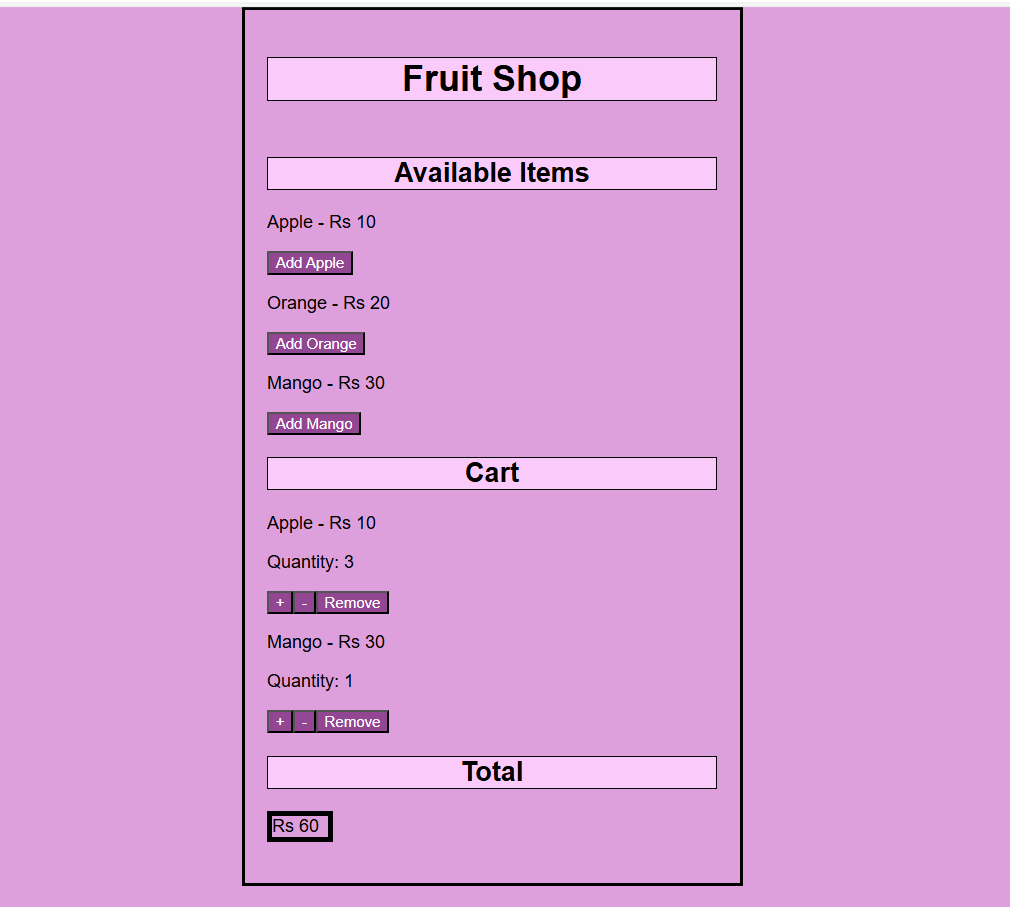 Fruit Shop
Available Items
Apple - Rs 10
Add Apple
Orange - Rs 20
Add Orange
Mango - Rs 30
Add Mango
Cart
Apple - Rs 10
Quantity: 3
+ - Remove
Mango - Rs 30
Quantity: 1
+ - Remove
Total
Rs 60